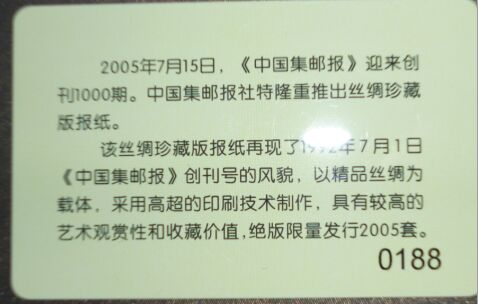 2005年7月15日，《中国集邮报》迎来创
刊1000期。中国集邮报社特隆重推出丝绸珍藏
版报纸。
该丝绸珍藏版报纸再现了1992年7月1日
《中国集邮报》创刊号的风貌，以精品丝绸为
载体，采用高超的印刷技术制作，具有较高的
艺术观赏性和收藏价值,绝版限量发行2005套。
0188